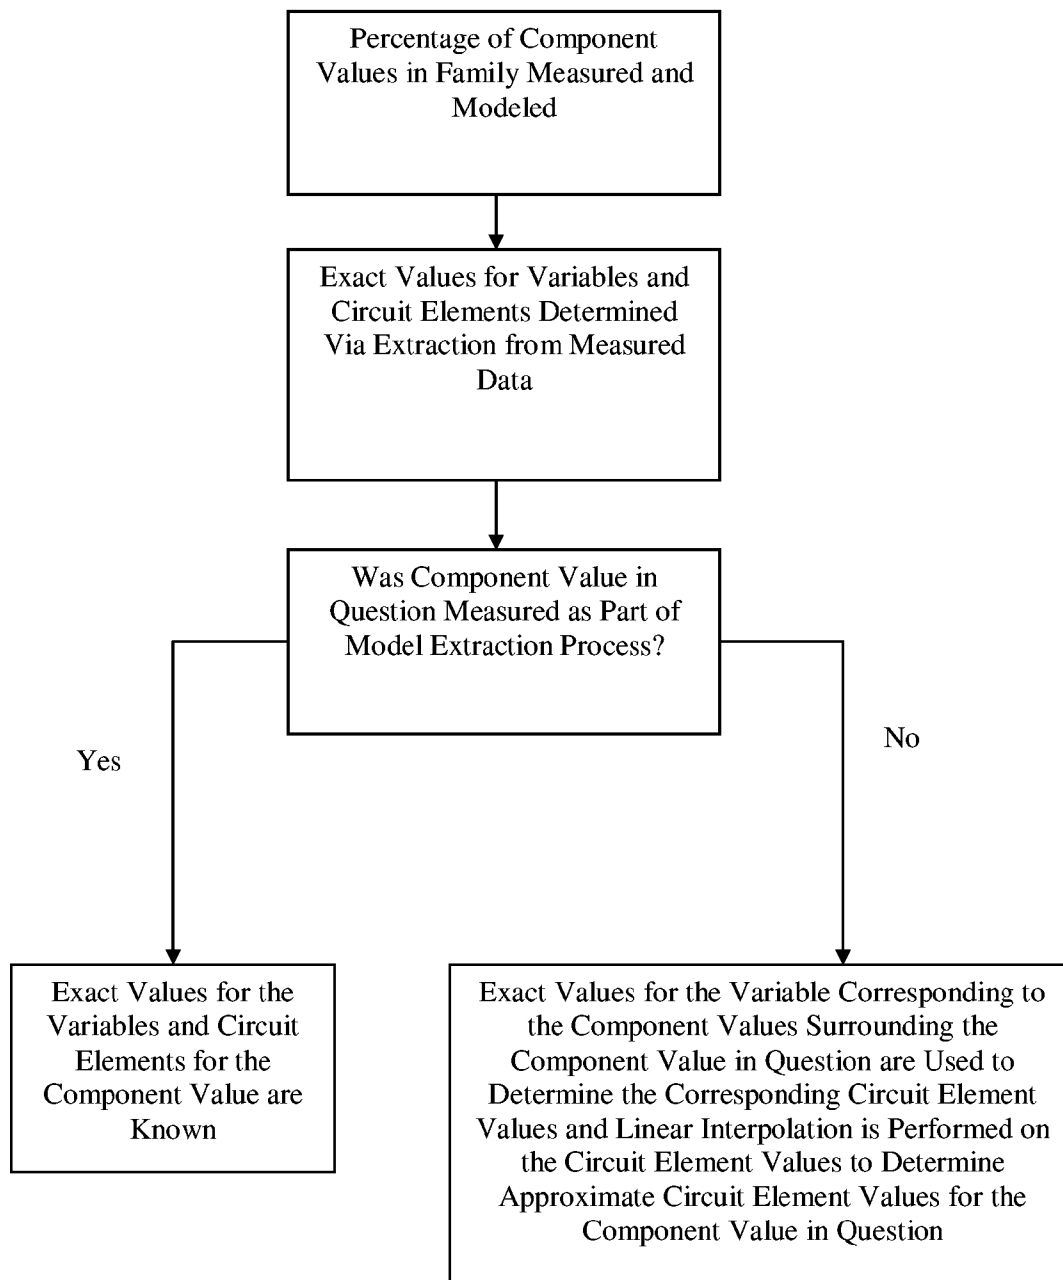 Percentage of Component
Values in Family Measured and
Modeled
Exact Values for Variables and
Circuit Elements Determined
Via Extraction from Measured
Data
Was Component Value in
Question Measured as Part of
Model Extraction Process?
Yes
No
Exact Values for the
Variables and Circuit
Elements for the
Component Value are
Known
Exact Values for the Variable Corresponding to
the Component Values Surrounding the
Component Value in Question are Used to
Determine the Corresponding Circuit Element
Values and Linear Interpolation is Performed on
the Circuit Element Values to Determine
Approximate Circuit Element Values for the
Component Value in Question